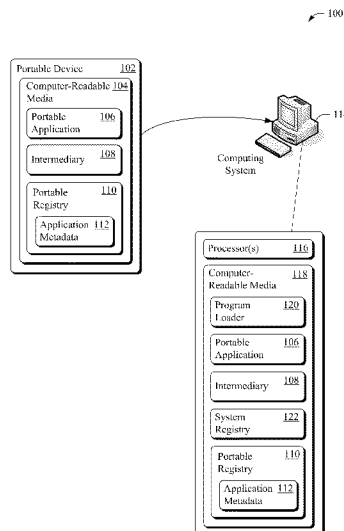 100
Portable Device 102
Computer-Readable 104
Media
Portable 106
Application
Intermediary 108
Portable 110
Registry
Application 112
Metadata
Computing
System
Processor(s) 116
Computer- 118
Readable Media
Program 120
Loader
Portable 106
Application
Intermediary 108
System 122
Registry
Portable 110
Registry
Application 112
Metadata